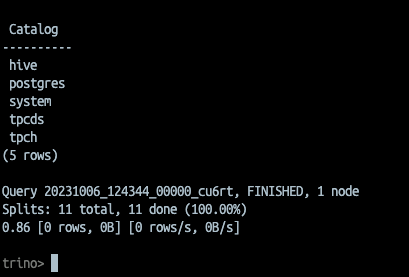 Catalog
----------
hive
postgres
system
tpcds
tpch
(5 rows)
Query 20231006_124344_00000_cu6rt, FINISHED, 1 node
Splits: 11 total, 11 done (100.00%)
0.86 [0 rows, 0B] [0 rows/s, 0B/s]
trino>